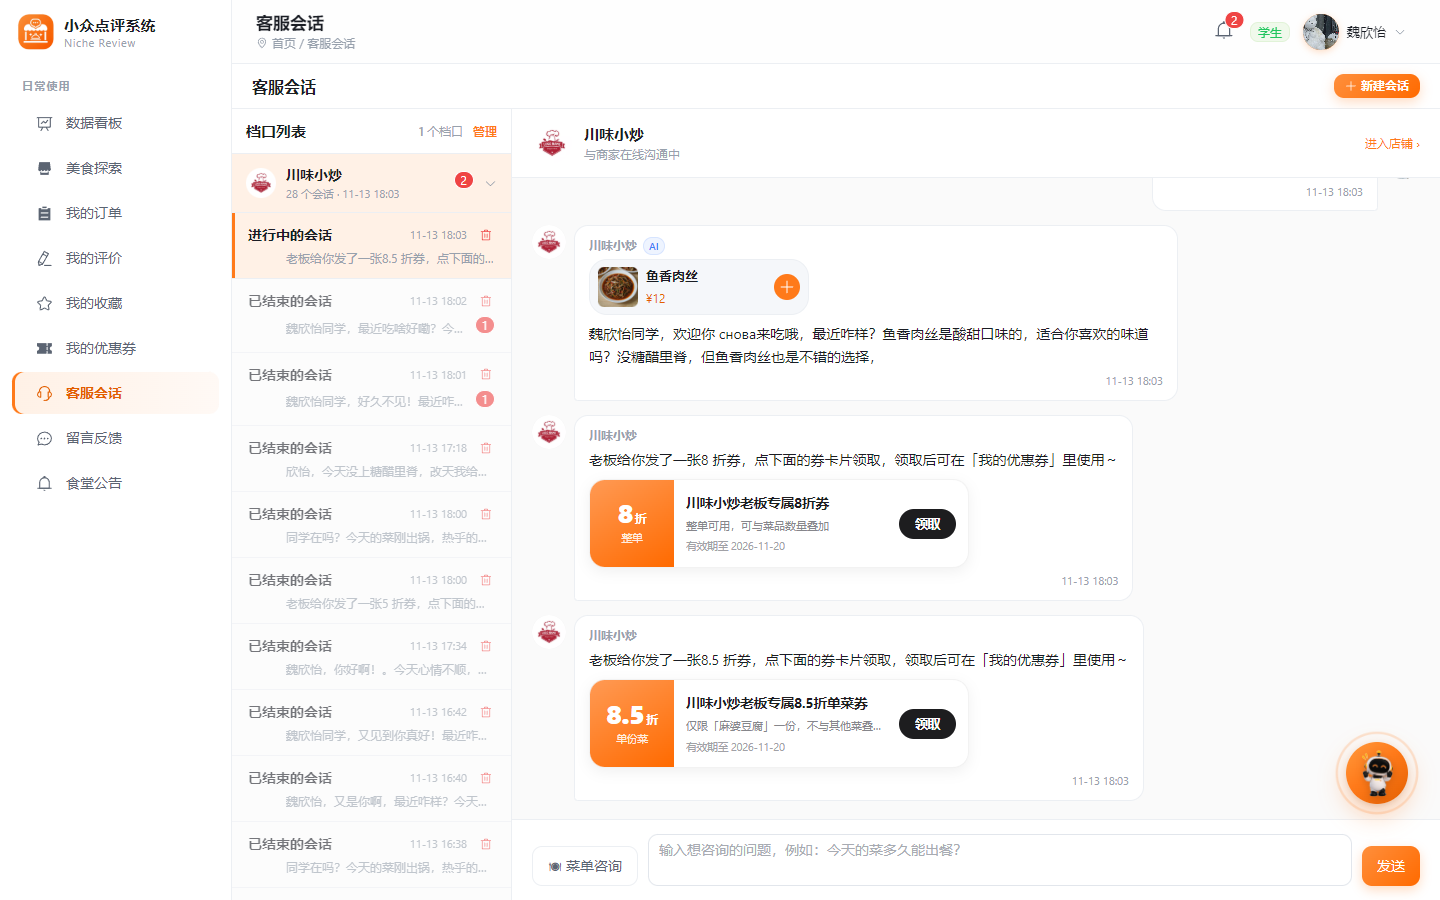 小众点评系统
Niche Review
日常使用
数据看板
美食探索
我的订单
我的评价
我的收藏
我的优惠券
客服会话
留言反馈
食堂公告
客服会话
首页 / 客服会话
2
学生
魏欣怡
客服会话
新建会话
档口列表
1 个档口 管理
川味小炒
28 个会话 · 11-13 18:03
2
进行中的会话 11-13 18:03
老板给你发了一张8.5 折券，点下面的...
已结束的会话 11-13 18:02
魏欣怡同学，最近吃啥好嘞？今... 1
已结束的会话 11-13 18:01
魏欣怡同学，好久不见！最近咋... 1
已结束的会话 11-13 17:18
欣怡，今天没上糖醋里脊，改天我给...
已结束的会话 11-13 18:00
同学在吗？今天的菜刚出锅，热乎的...
已结束的会话 11-13 18:00
老板给你发了一张5 折券，点下面的...
已结束的会话 11-13 17:34
魏欣怡，你好啊！。今天心情不顺，...
已结束的会话 11-13 16:42
魏欣怡同学，又见到你真好！最近咋...
已结束的会话 11-13 16:40
魏欣怡，又是你啊，最近咋样？今天...
已结束的会话 11-13 16:38
同学在吗？今天的菜刚出锅，热乎的...
川味小炒
与商家在线沟通中
进入店铺 ›
11-13 18:03
川味小炒 AI
鱼香肉丝
¥12
魏欣怡同学，欢迎你 снова来吃哦，最近咋样？鱼香肉丝是酸甜口味的，适合你喜欢的味道
吗？没糖醋里脊，但鱼香肉丝也是不错的选择，
11-13 18:03
川味小炒
老板给你发了一张8 折券，点下面的券卡片领取，领取后可在「我的优惠券」里使用～
8折
整单
川味小炒老板专属8折券
整单可用，可与菜品数量叠加
有效期至 2026-11-20
领取
11-13 18:03
川味小炒
老板给你发了一张8.5 折券，点下面的券卡片领取，领取后可在「我的优惠券」里使用～
8.5折
单份菜
川味小炒老板专属8.5折单菜券
仅限「麻婆豆腐」一份，不与其他菜叠...
有效期至 2026-11-20
领取
11-13 18:03
菜单咨询
输入想咨询的问题，例如：今天的菜多久能出餐？
发送